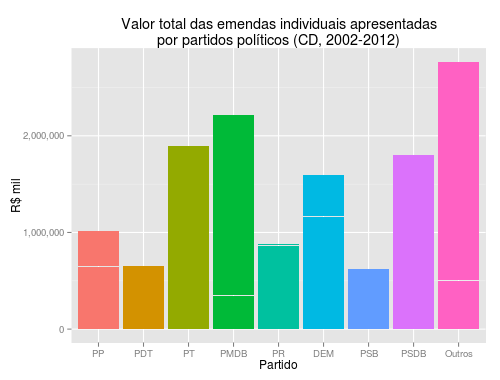 Valor total das emendas individuais apresentadas
por partidos políticos (CD, 2002-2012)
R$ mil
2,000,000
1,000,000
0
PP PDT PT PMDB PR DEM PSB PSDB Outros
Partido